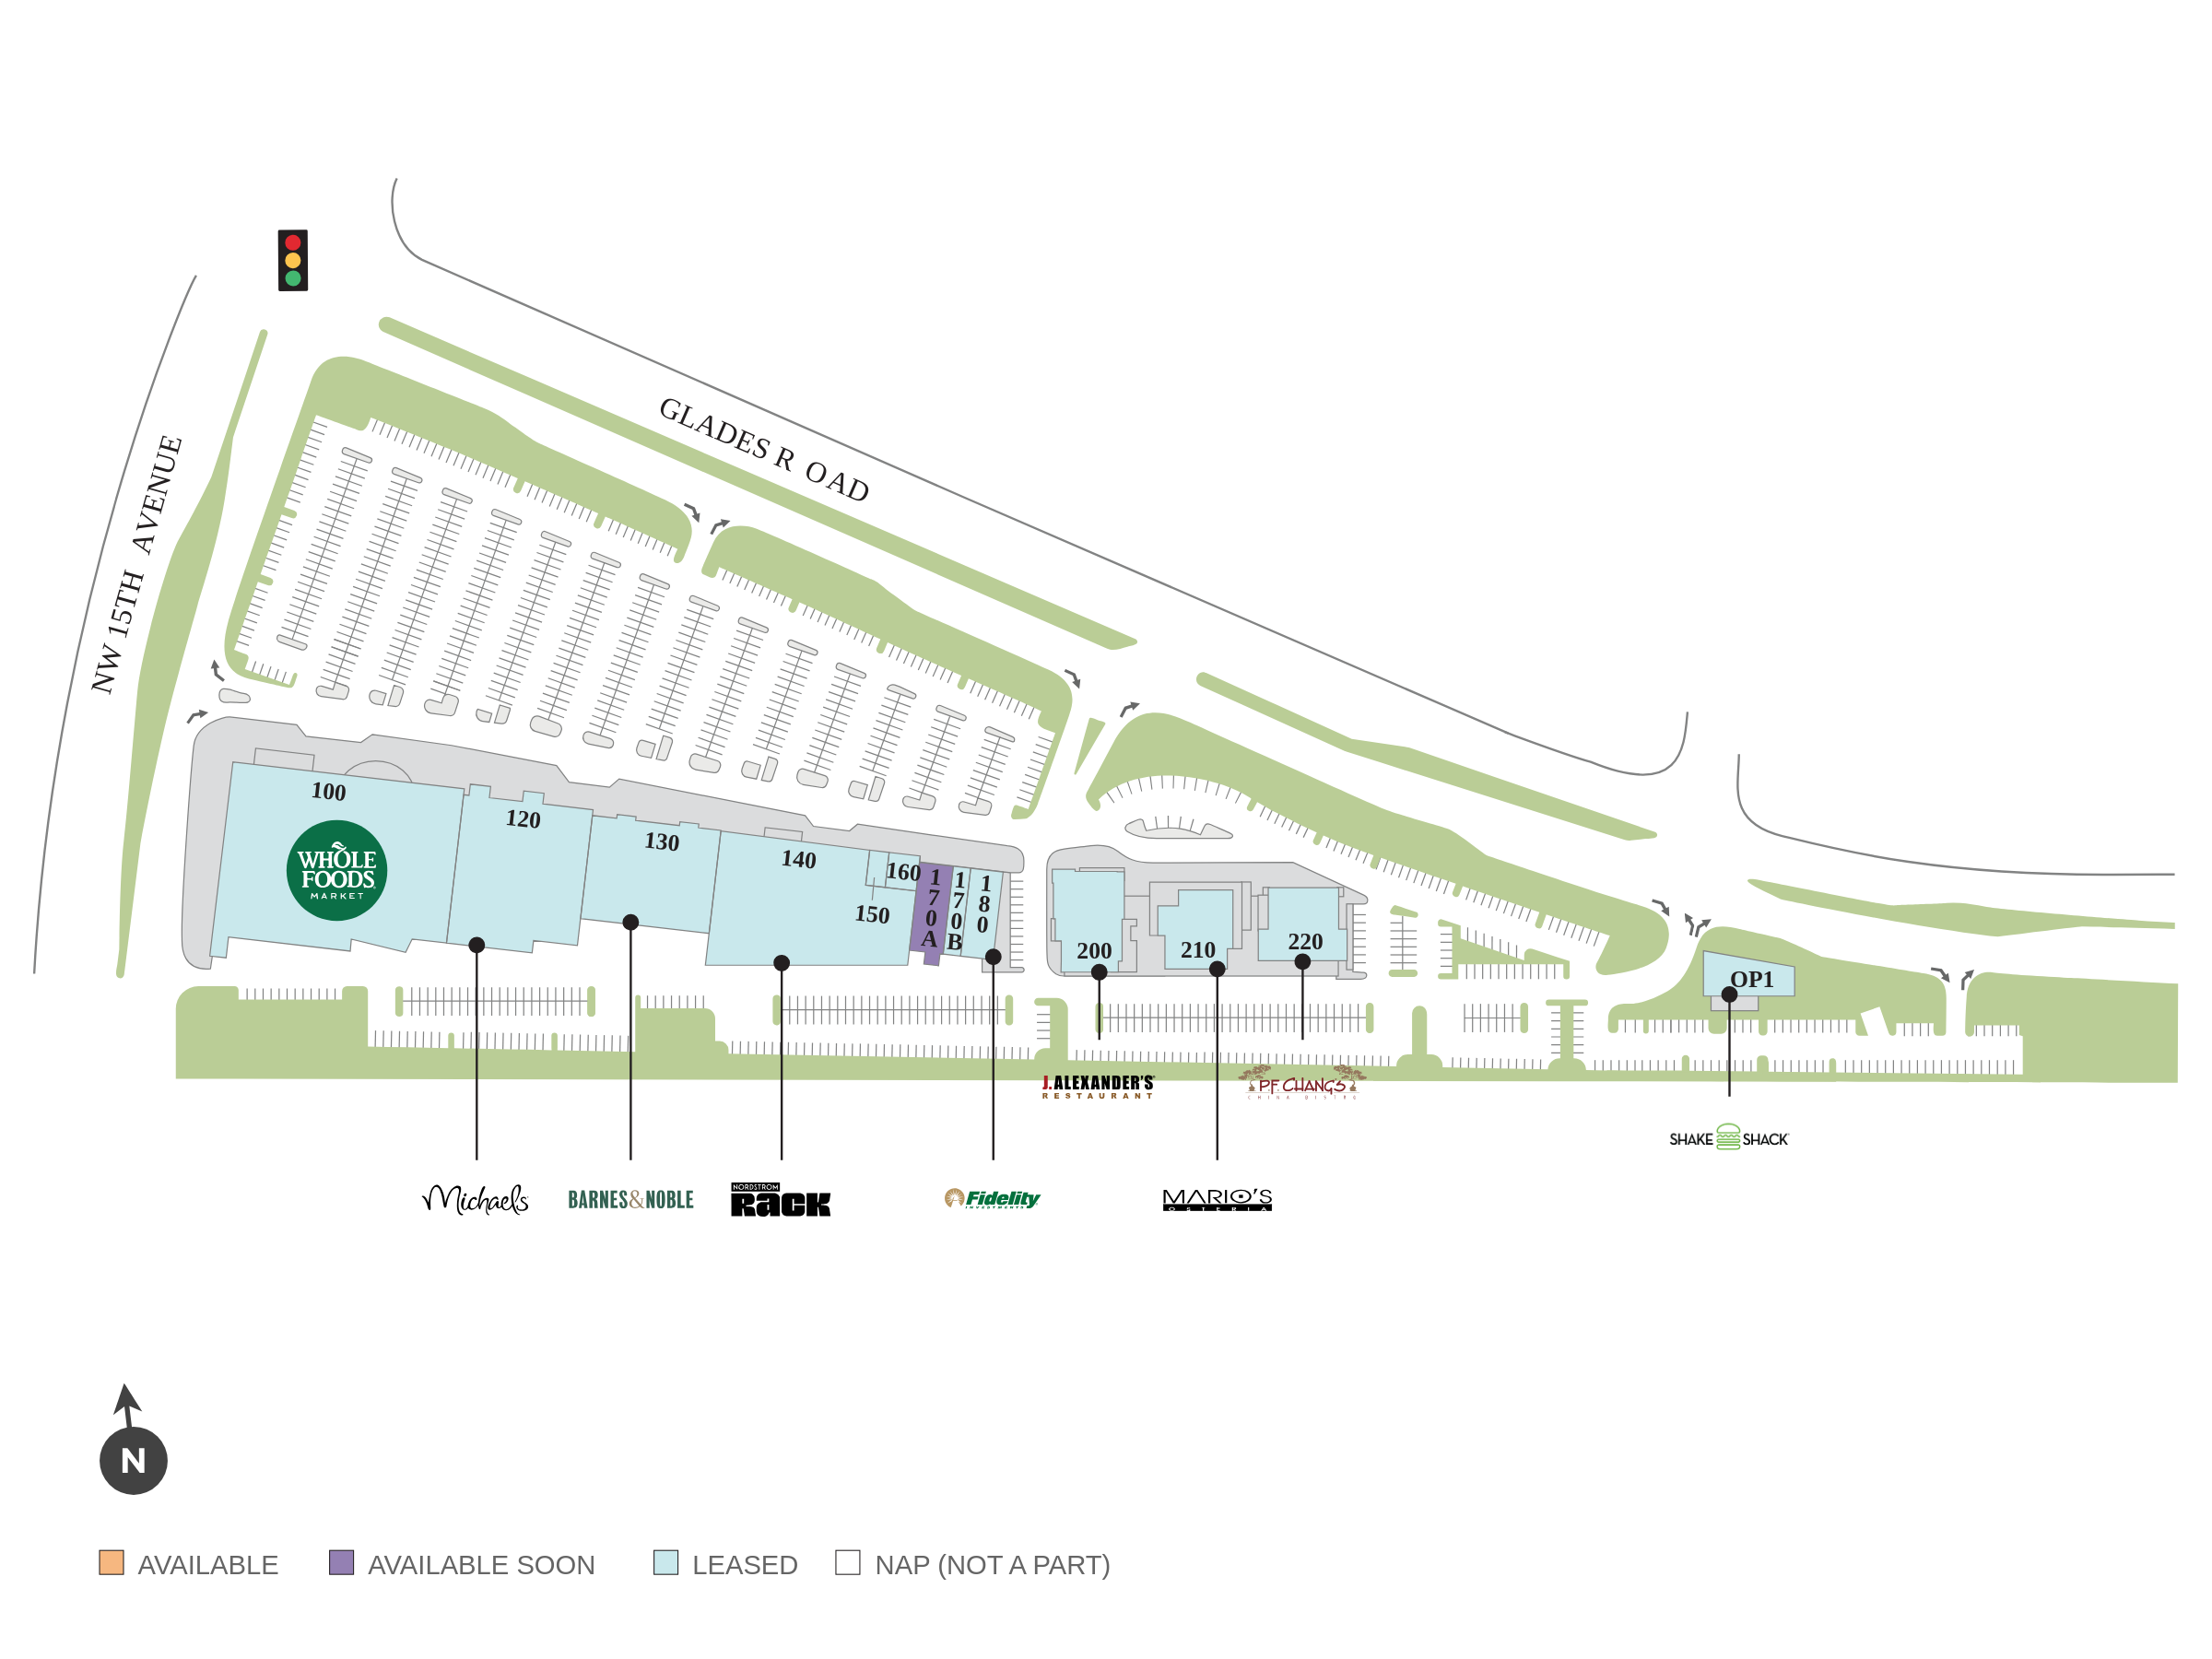 GLADES R OAD
NW 15TH AVENUE
100
WHOLE
FOODS
MARKET
120
130
140
150
160
170A
170B
180
200
210
220
OP1
J.ALEXANDER'S
RESTAURANT
P.F. CHANG'S
CHINA BISTRO
SHAKE SHACK
Michaels
BARNES&NOBLE
NORDSTROM
RACK
Fidelity
INVESTMENTS
MARIO'S
OSTERIA
N
AVAILABLE
AVAILABLE SOON
LEASED
NAP (NOT A PART)